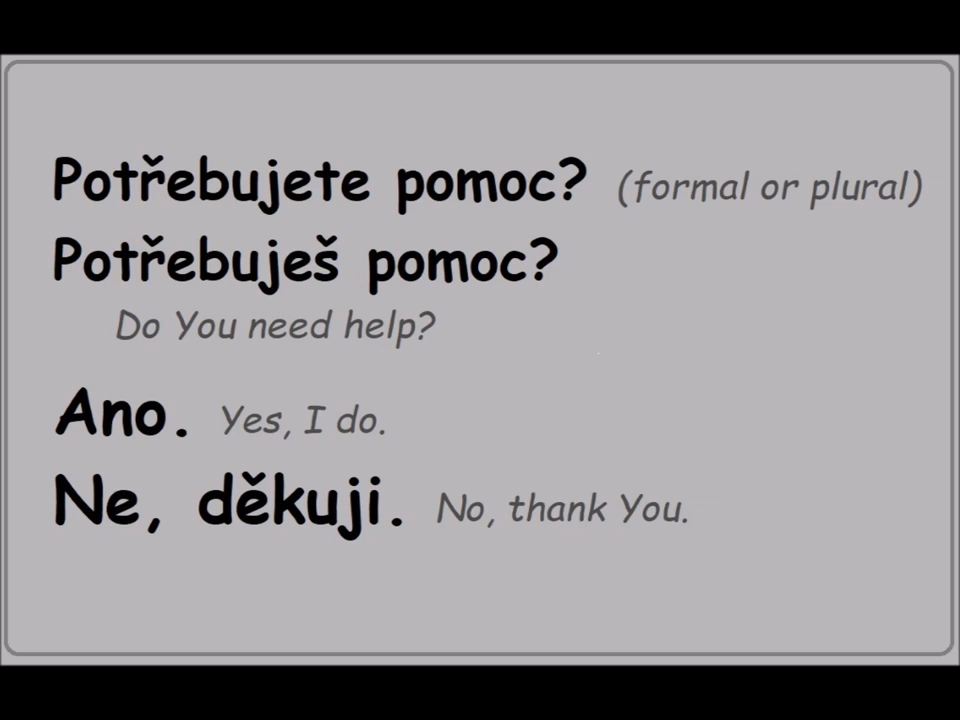 Potřebujete pomoc? (formal or plural)
Potřebuješ pomoc?
Do You need help?
Ano. Yes, I do.
Ne, děkuji. No, thank You.